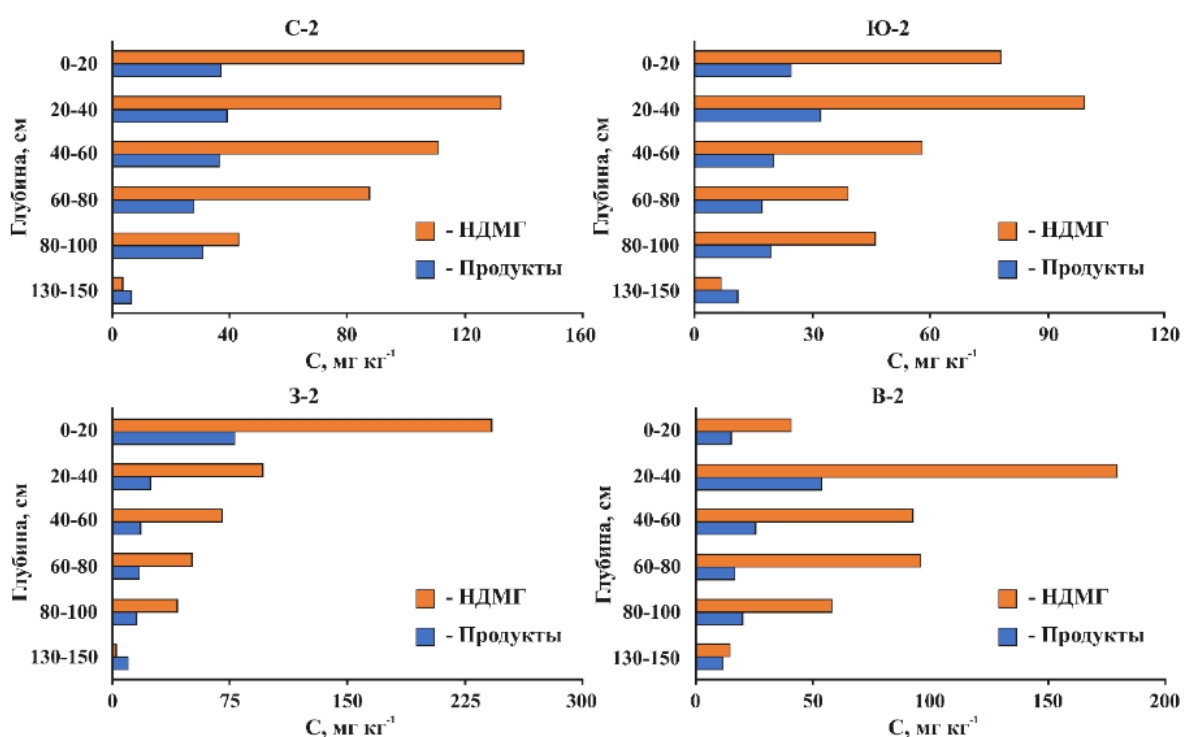 С-2
Глубина, см
0-20
20-40
40-60
60-80
80-100
130-150
- НДМГ
- Продукты
0 40 80 120 160
С, мг кг⁻¹
Ю-2
0-20
20-40
40-60
60-80
80-100
130-150
Глубина, см
- НДМГ
- Продукты
0 30 60 90 120
С, мг кг⁻¹
З-2
Глубина, см
0-20
20-40
40-60
60-80
80-100
130-150
- НДМГ
- Продукты
0 75 150 225 300
С, мг кг⁻¹
В-2
Глубина, см
0-20
20-40
40-60
60-80
80-100
130-150
- НДМГ
- Продукты
0 50 100 150 200
С, мг кг⁻¹